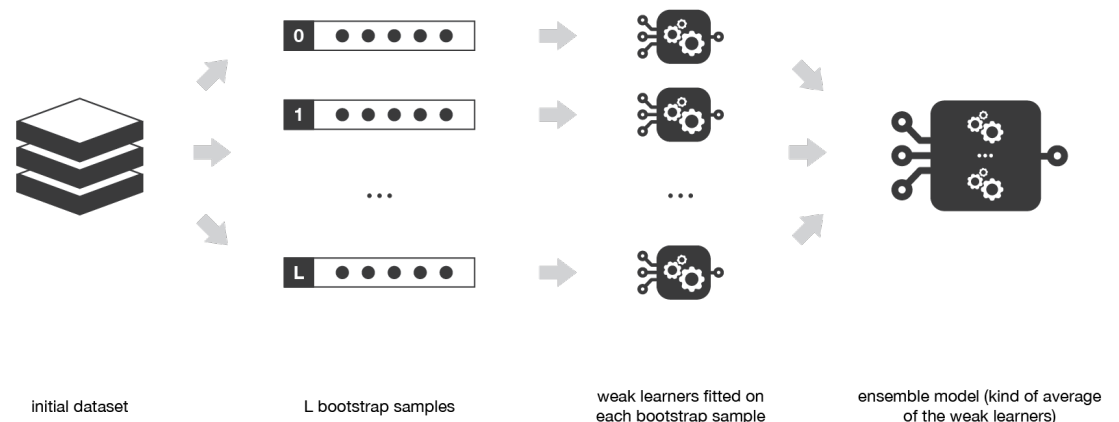 0
1
...
...
...
L
initial dataset
L bootstrap samples
weak learners fitted on
each bootstrap sample
ensemble model (kind of average
of the weak learners)